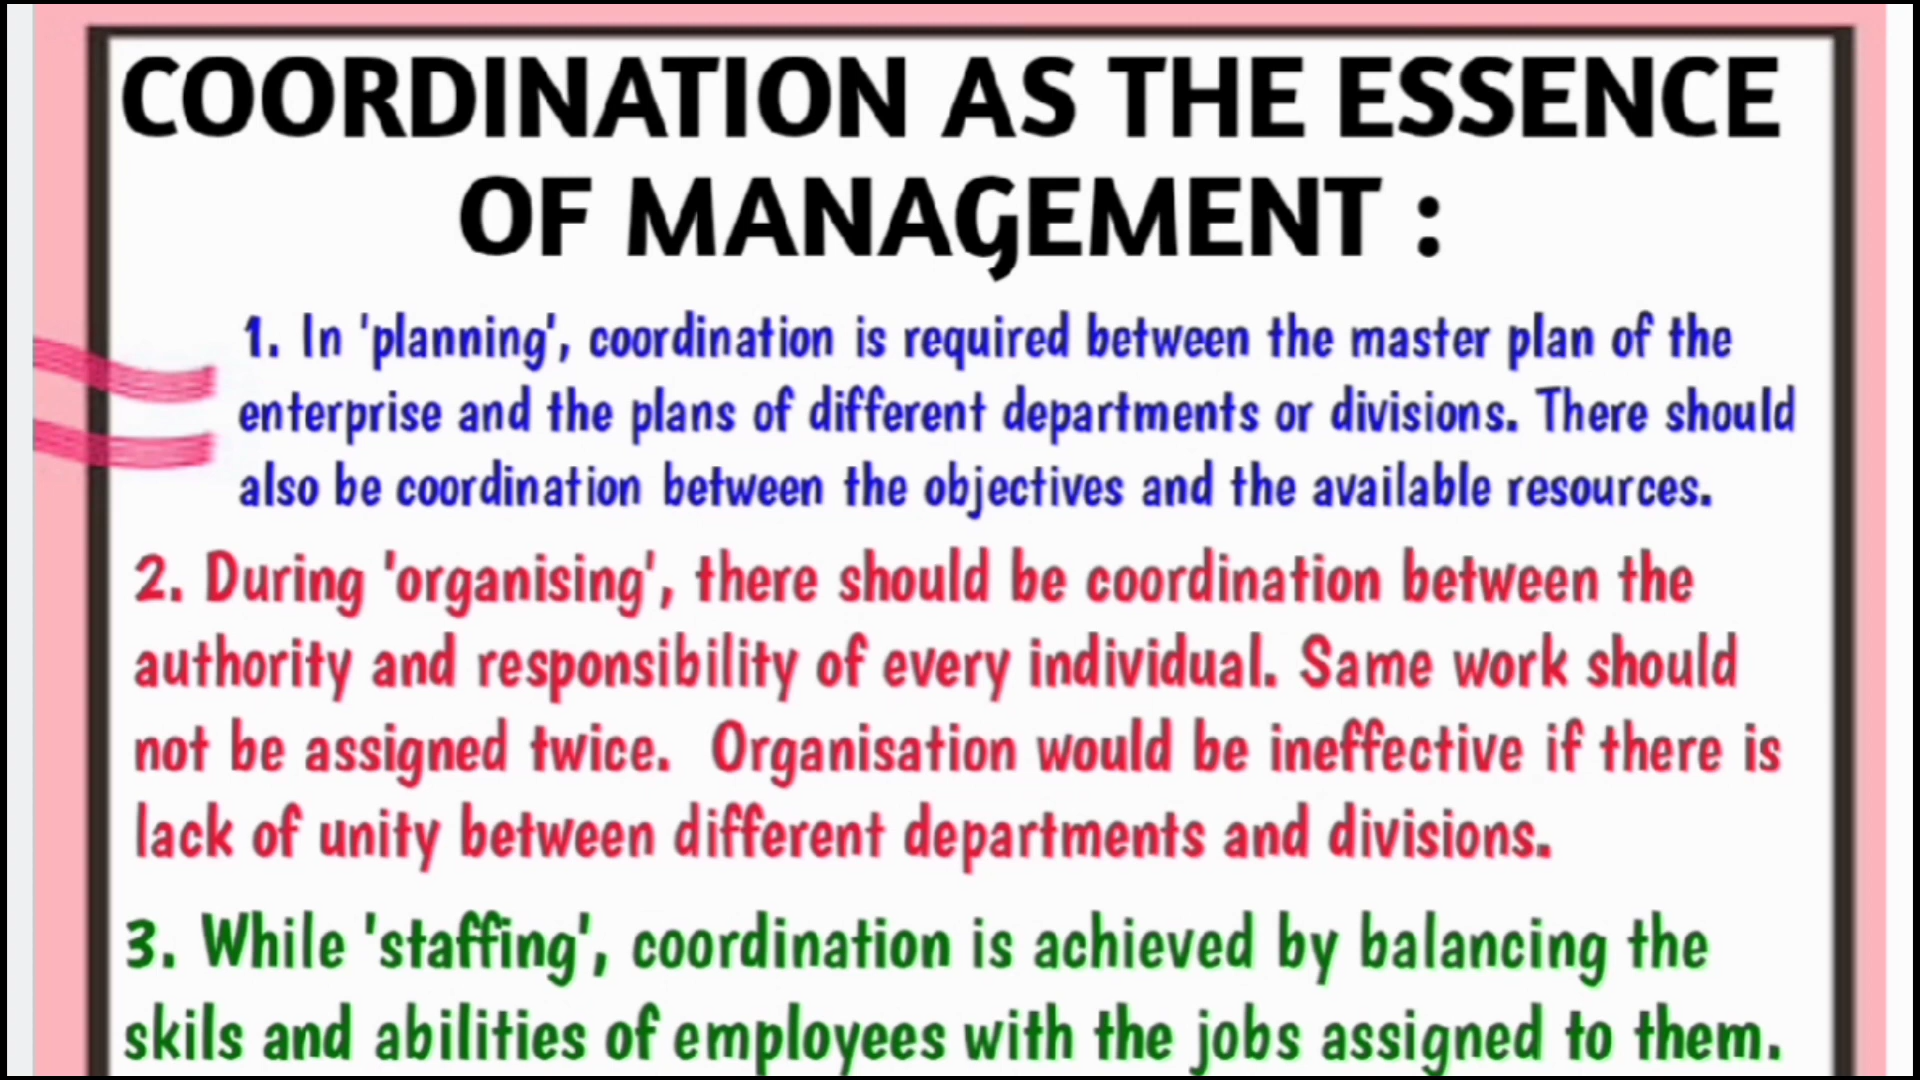 COORDINATION AS THE ESSENCE
OF MANAGEMENT :
1. In 'planning', coordination is required between the master plan of the
enterprise and the plans of different departments or divisions. There should
also be coordination between the objectives and the available resources.
2. During 'organising', there should be coordination between the
authority and responsibility of every individual. Same work should
not be assigned twice. Organisation would be ineffective if there is
lack of unity between different departments and divisions.
3. While 'staffing', coordination is achieved by balancing the
skils and abilities of employees with the jobs assigned to them.